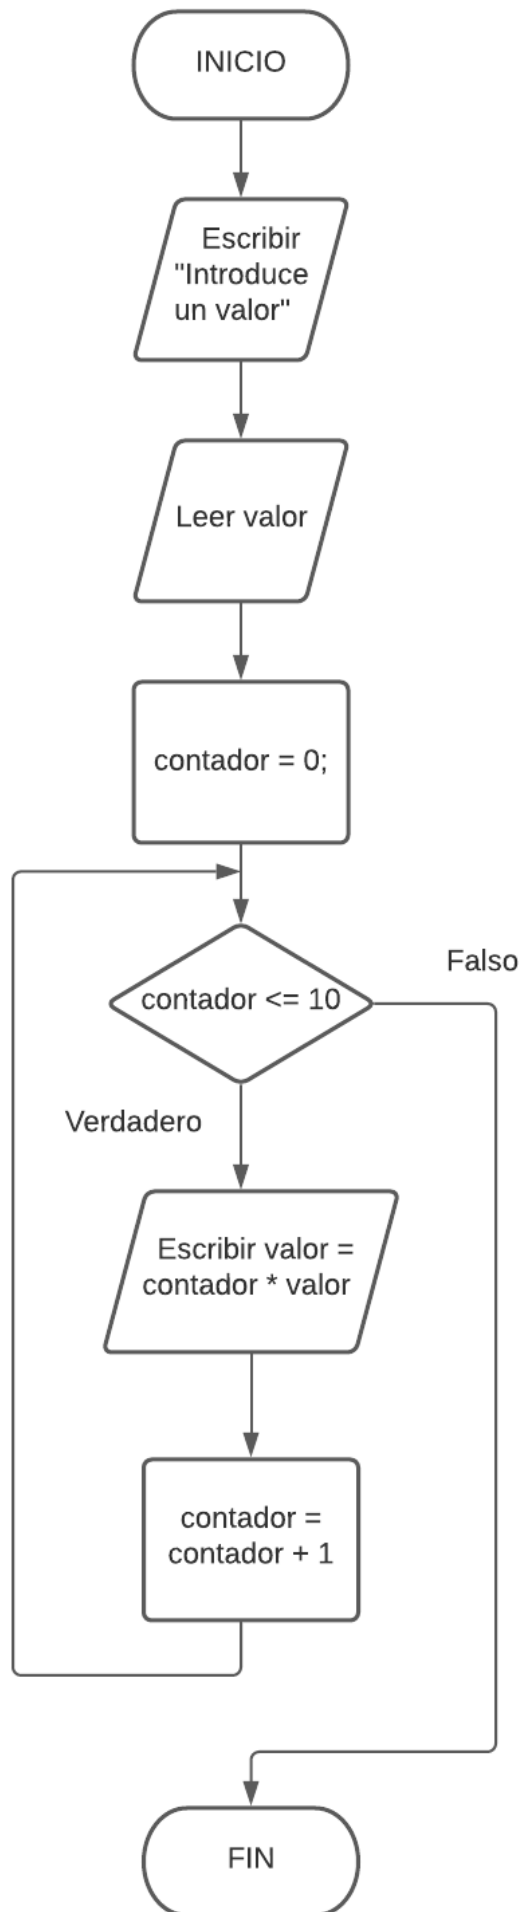 INICIO
Escribir
"Introduce
un valor"
Leer valor
contador = 0;
contador <= 10
Falso
Verdadero
Escribir valor =
contador * valor
contador =
contador + 1
FIN